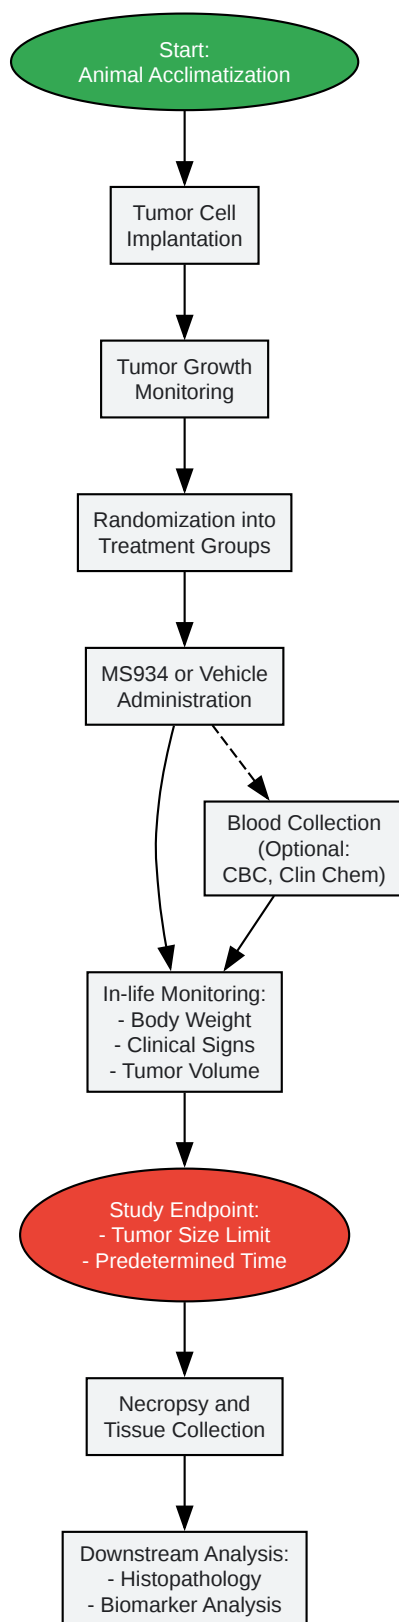 Start:
Animal Acclimatization
Tumor Cell
Implantation
Tumor Growth
Monitoring
Randomization into
Treatment Groups
MS934 or Vehicle
Administration
Blood Collection
(Optional:
CBC, Clin Chem)
In-life Monitoring:
- Body Weight
- Clinical Signs
- Tumor Volume
Study Endpoint:
- Tumor Size Limit
- Predetermined Time
Necropsy and
Tissue Collection
Downstream Analysis:
- Histopathology
- Biomarker Analysis